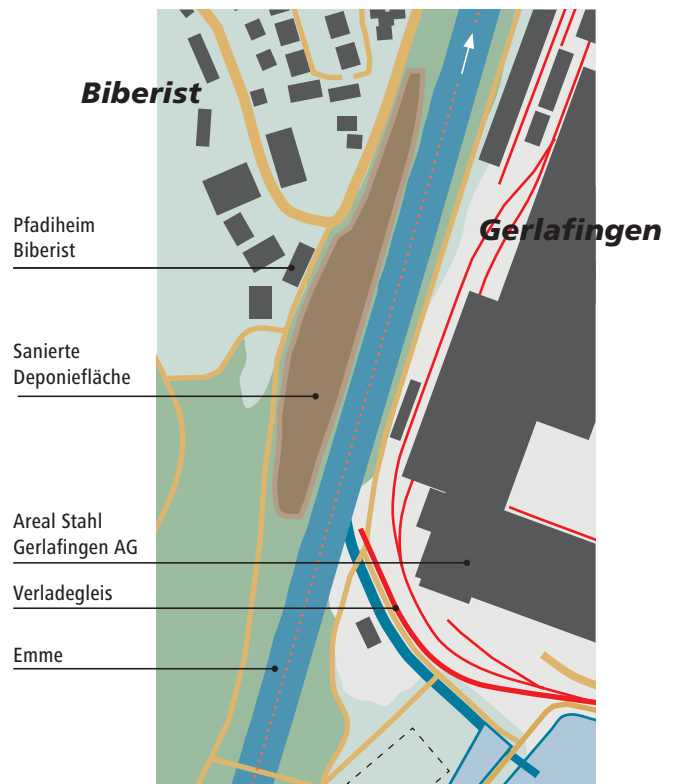 Biberist
Gerlafingen
Pfadiheim
Biberist
Sanierte
Deponiefläche
Areal Stahl
Gerlafingen AG
Verladegleis
Emme